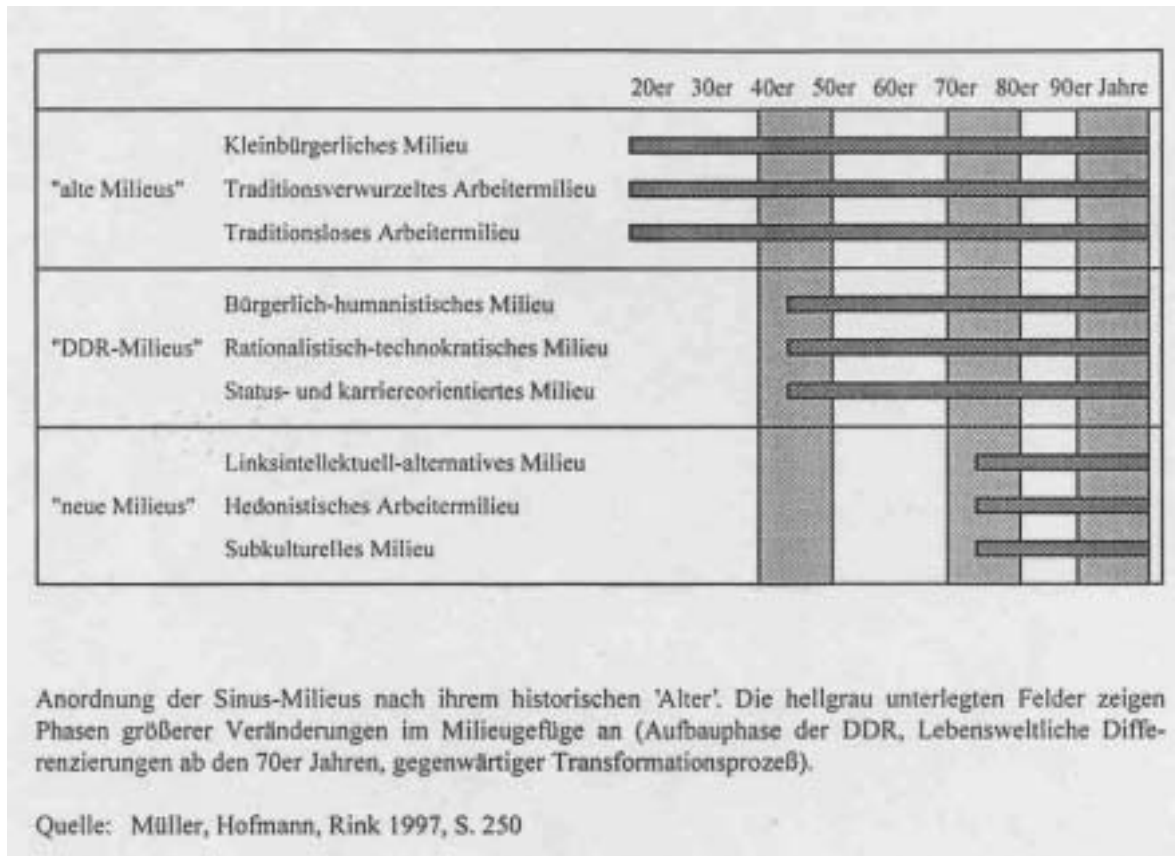 20er 30er 40er 50er 60er 70er 80er 90er Jahre
Kleinbürgerliches Milieu
"alte Milieus" Traditionsverwurzeltes Arbeitermilieu
Traditionsloses Arbeitermilieu
Bürgerlich-humanistisches Milieu
"DDR-Milieus" Rationalistisch-technokratisches Milieu
Status- und karriereorientiertes Milieu
Linksintellektuell-alternatives Milieu
"neue Milieus" Hedonistisches Arbeitermilieu
Subkulturelles Milieu
Anordnung der Sinus-Milieus nach ihrem historischen 'Alter'. Die hellgrau unterlegten Felder zeigen
Phasen größerer Veränderungen im Milieugefüge an (Aufbauphase der DDR, Lebensweltliche Diffe-
renzierungen ab den 70er Jahren, gegenwärtiger Transformationsprozeß).
Quelle: Müller, Hofmann, Rink 1997, S. 250